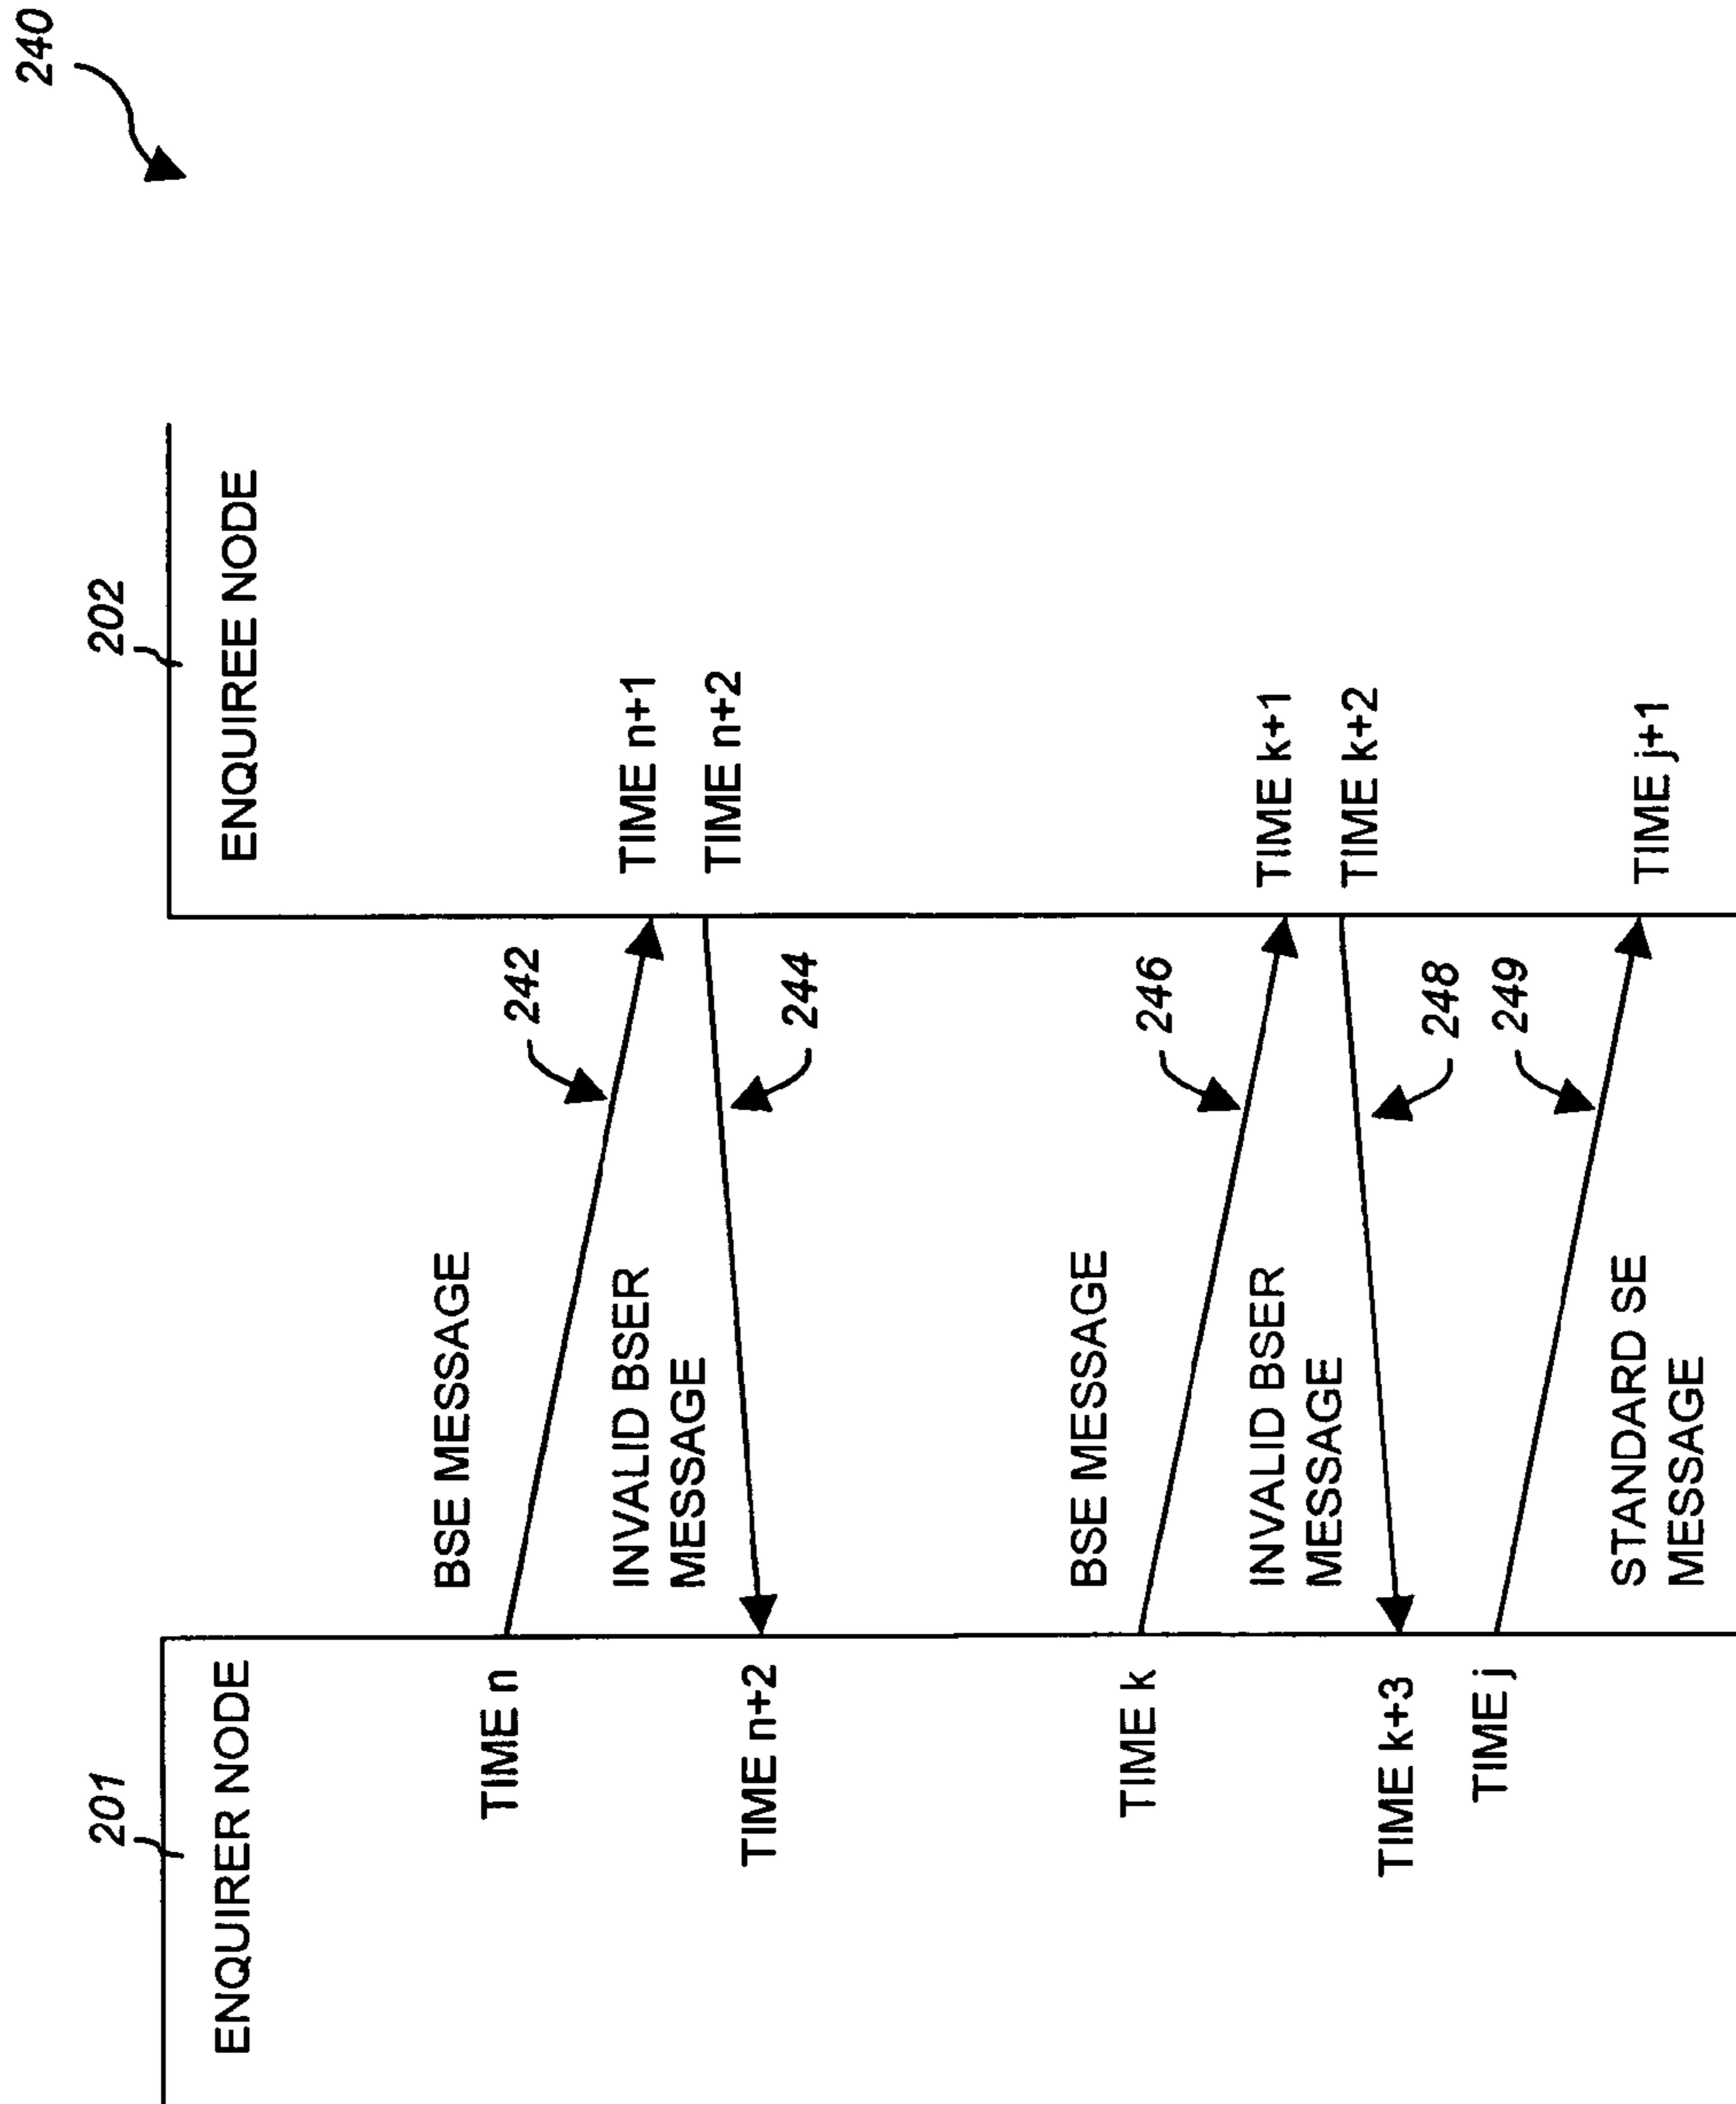 240
201
202
ENQUIRER NODE
ENQUIREE NODE
BSE MESSAGE
242
TIME n
TIME n+1
INVALID BSER
MESSAGE
TIME n+2
244
TIME n+2
BSE MESSAGE
246
TIME k
TIME k+1
INVALID BSER
MESSAGE
TIME k+2
248
TIME k+3
249
TIME j
STANDARD SE
MESSAGE
TIME j+1